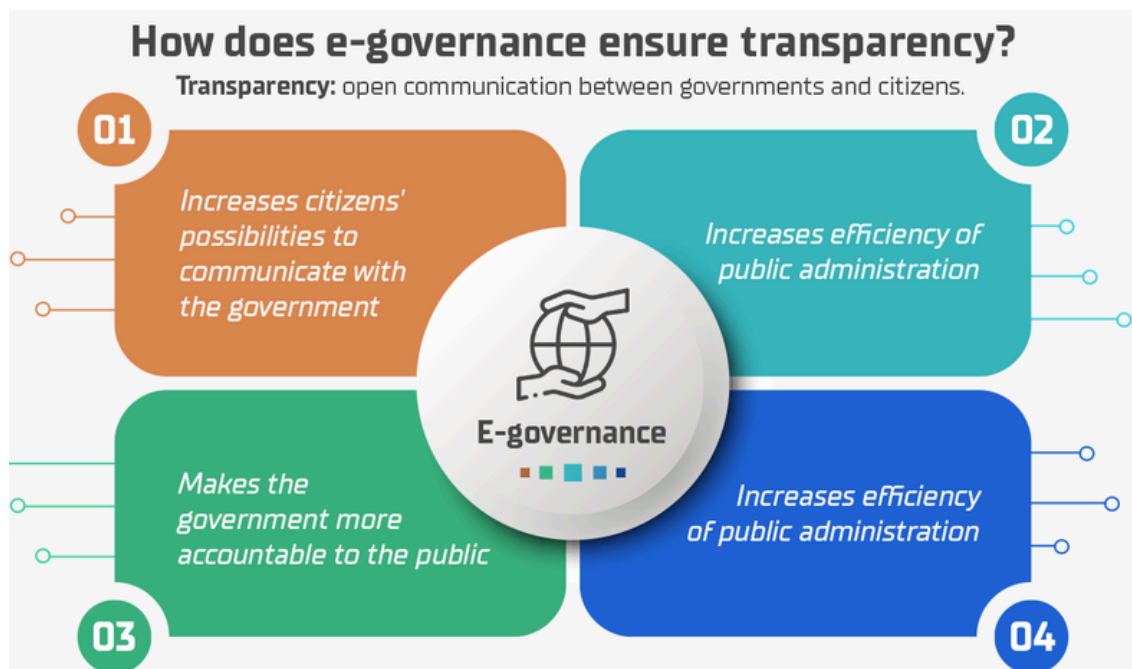 How does e-governance ensure transparency?
Transparency: open communication between governments and citizens.
01
Increases citizens'
possibilities to
communicate with
the government
02
Increases efficiency of
public administration
E-governance
03
Makes the
government more
accountable to the public
04
Increases efficiency
of public administration